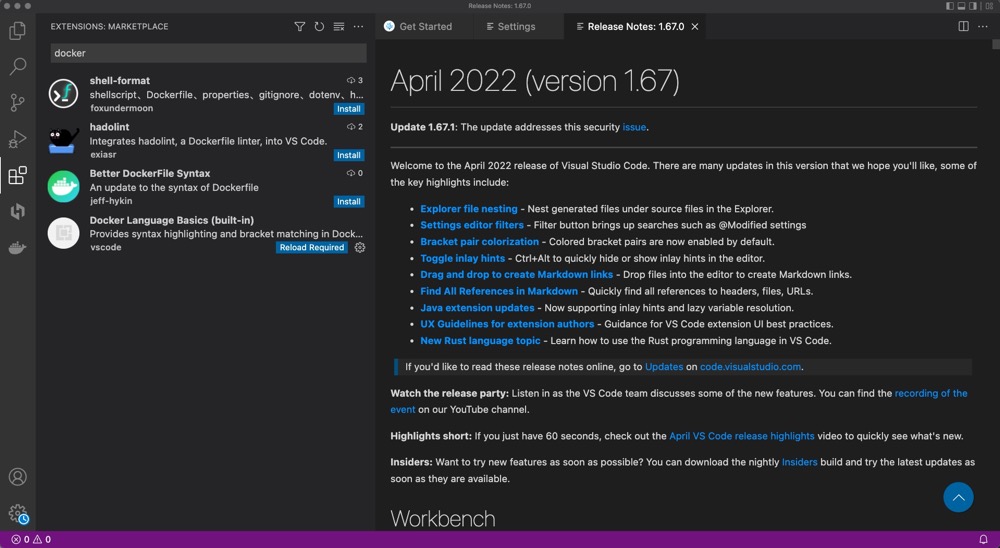 Release Notes: 1.67.0
EXTENSIONS: MARKETPLACE
docker
shell-format 3
shellscript、Dockerfile、properties、gitignore、dotenv、h...
foxundermoon Install
hadolint 2
Integrates hadolint, a Dockerfile linter, into VS Code.
exiasr Install
Better DockerFile Syntax 0
An update to the syntax of Dockerfile
jeff-hykin Install
Docker Language Basics (built-in)
Provides syntax highlighting and bracket matching in Dock...
vscode Reload Required
Get Started Settings Release Notes: 1.67.0
April 2022 (version 1.67)
Update 1.67.1: The update addresses this security issue.
Welcome to the April 2022 release of Visual Studio Code. There are many updates in this version that we hope you'll like, some of
the key highlights include:
• Explorer file nesting - Nest generated files under source files in the Explorer.
• Settings editor filters - Filter button brings up searches such as @Modified settings
• Bracket pair colorization - Colored bracket pairs are now enabled by default.
• Toggle inlay hints - Ctrl+Alt to quickly hide or show inlay hints in the editor.
• Drag and drop to create Markdown links - Drop files into the editor to create Markdown links.
• Find All References in Markdown - Quickly find all references to headers, files, URLs.
• Java extension updates - Now supporting inlay hints and lazy variable resolution.
• UX Guidelines for extension authors - Guidance for VS Code extension UI best practices.
• New Rust language topic - Learn how to use the Rust programming language in VS Code.
If you'd like to read these release notes online, go to Updates on code.visualstudio.com.
Watch the release party: Listen in as the VS Code team discusses some of the new features. You can find the recording of the
event on our YouTube channel.
Highlights short: If you just have 60 seconds, check out the April VS Code release highlights video to quickly see what's new.
Insiders: Want to try new features as soon as possible? You can download the nightly Insiders build and try the latest updates as
soon as they are available.
Workbench
0 0